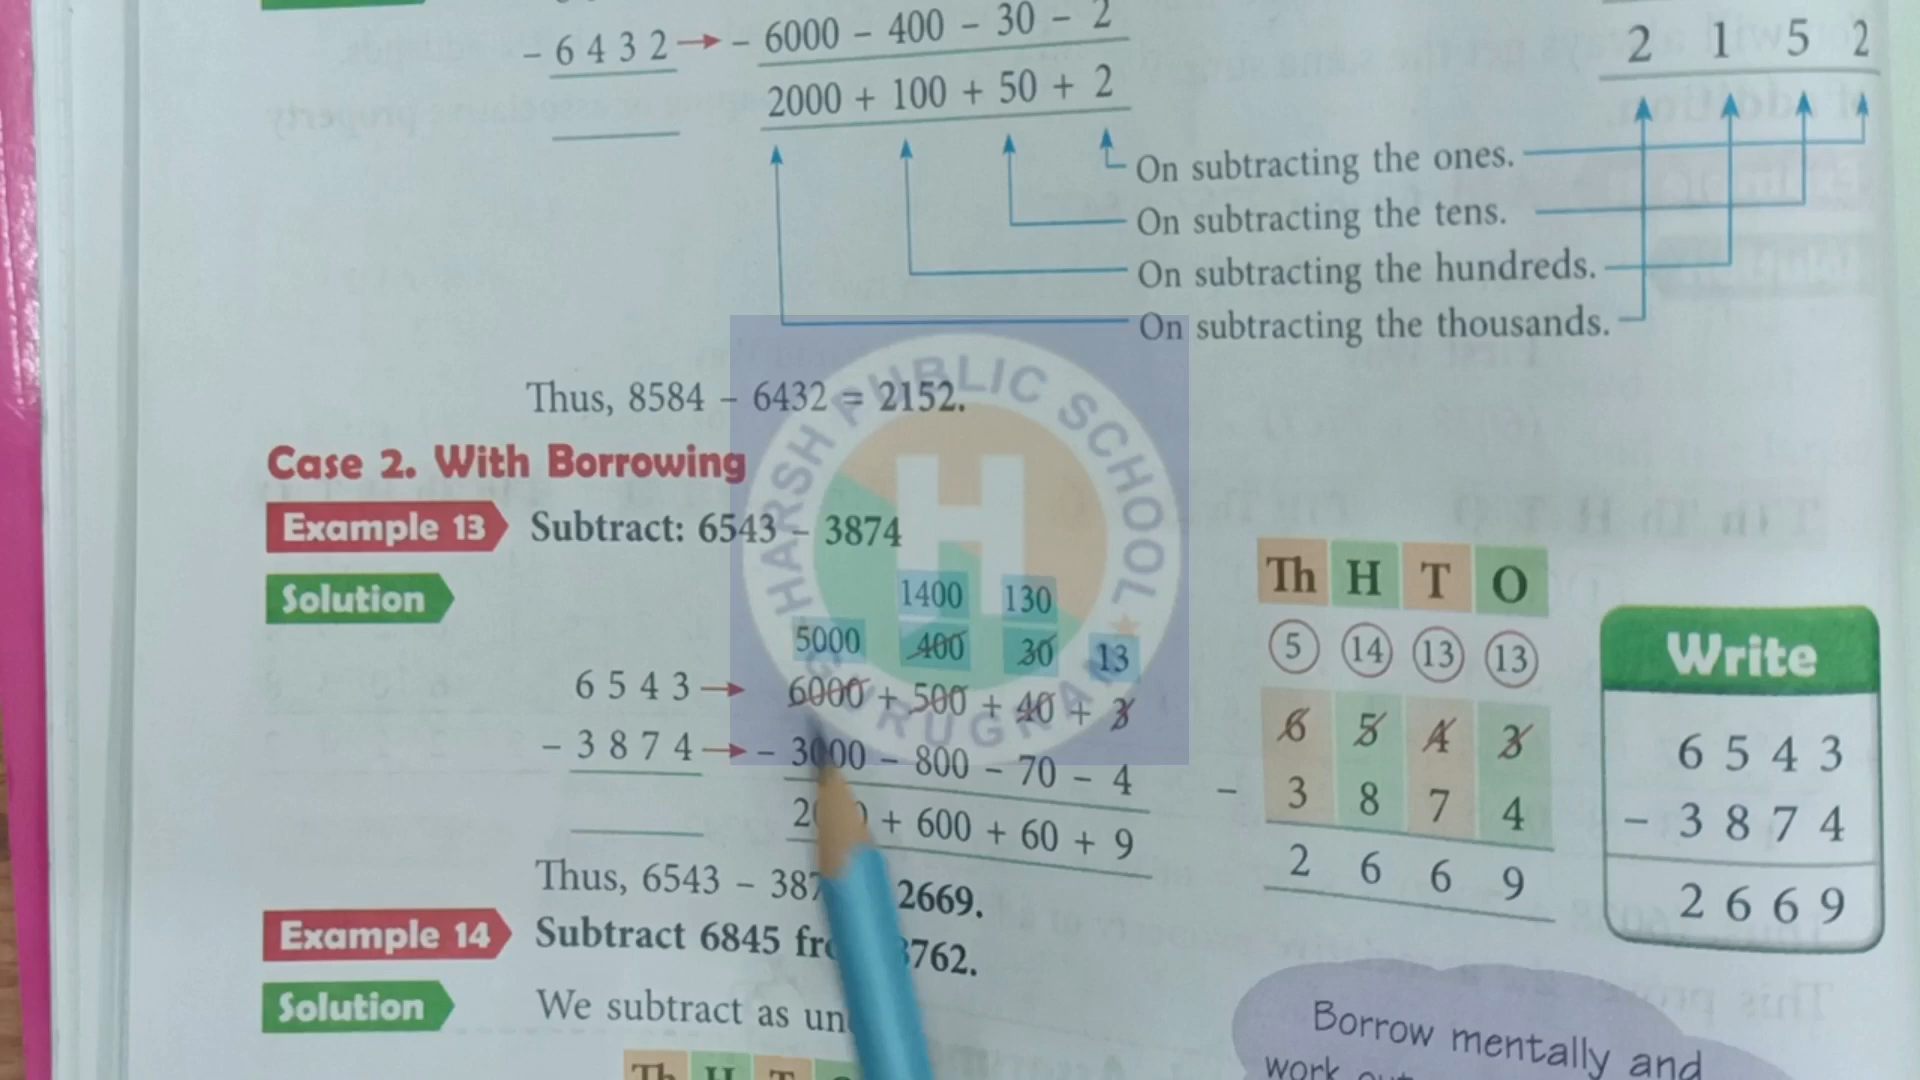 - 6 4 3 2 → - 6000 - 400 - 30 - 2
2000 + 100 + 50 + 2
2 1 5 2
On subtracting the ones.
On subtracting the tens.
On subtracting the hundreds.
On subtracting the thousands.
Thus, 8584 - 6432 = 2152.
Case 2. With Borrowing
Example 13 Subtract: 6543 - 3874
Solution
1400 130
5000 400 30 13
6 5 4 3 → 6000 + 500 + 40 + 3
- 3 8 7 4 → - 3000 - 800 - 70 - 4
+ 600 + 60 + 9
Thus, 6543 - 2669.
Th H T O
5 14 13 13
6 5 4 3
- 3 8 7 4
2 6 6 9
Write
6 5 4 3
- 3 8 7 4
2 6 6 9
Example 14 Subtract 6845 762.
Solution We subtract as
Th H T
Borrow mentally and
work
HARSH PUBLIC SCHOOL
H